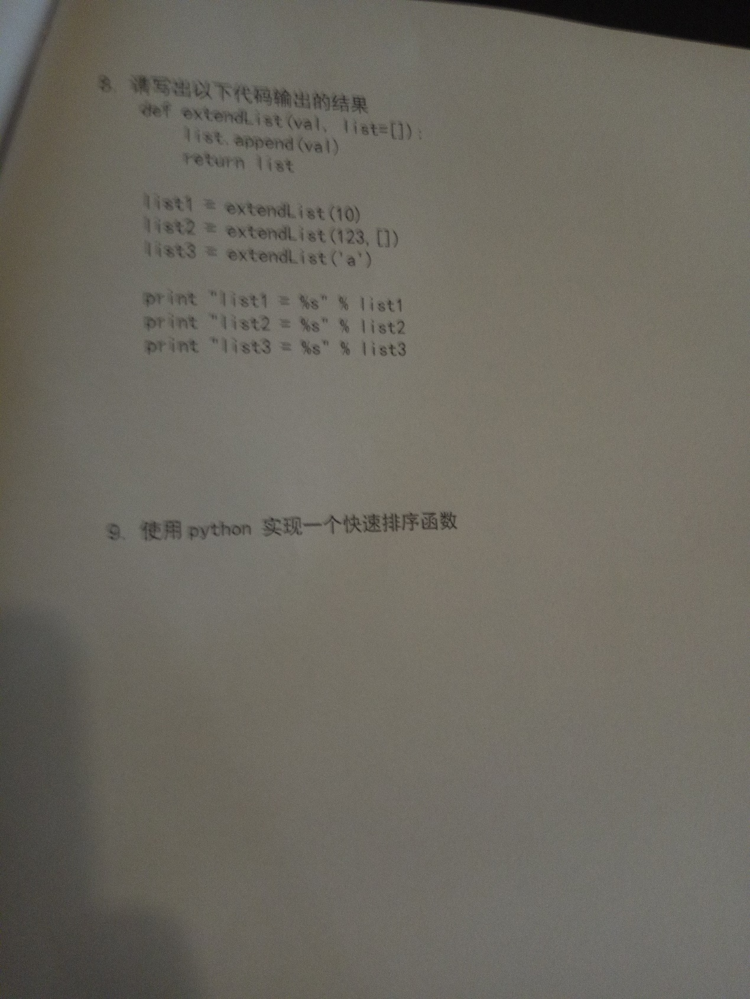 8. 请写出以下代码输出的结果
def extendList(val, list=[]):
list.append(val)
return list
list1 = extendList(10)
list2 = extendList(123,[])
list3 = extendList('a')
print "list1 = %s" % list1
print "list2 = %s" % list2
print "list3 = %s" % list3
9. 使用 python 实现一个快速排序函数